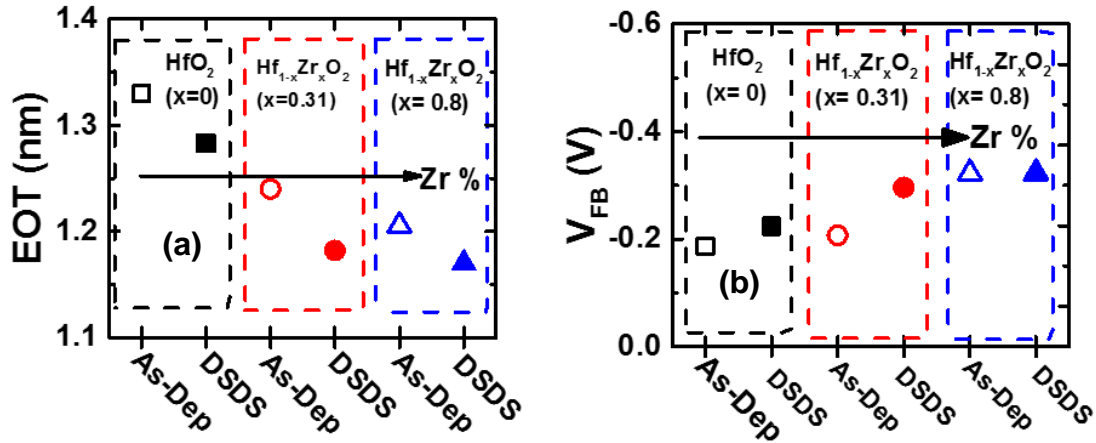 EOT (nm)
1.4
1.3
1.2
1.1
HfO2
(x=0)
Hf1-xZrxO2
(x=0.31)
Hf1-xZrxO2
(x= 0.8)
Zr %
(a)
As-Dep
DSDS
As-Dep
DSDS
As-Dep
DSDS
VFB (V)
-0.6
-0.4
-0.2
0.0
HfO2
(x= 0)
Hf1-xZrxO2
(x= 0.31)
Hf1-xZrxO2
(x= 0.8)
Zr %
(b)
As-Dep
DSDS
As-Dep
DSDS
As-Dep
DSDS